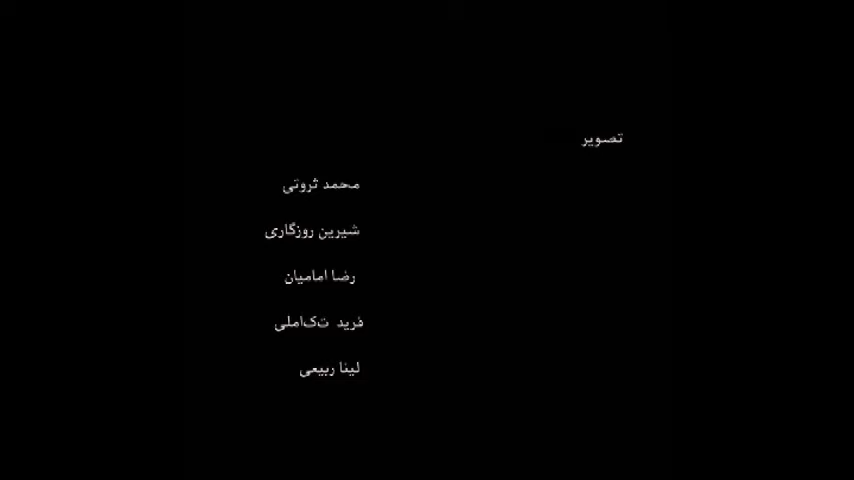 تصویر
محمد ثروتی
شیرین روزگاری
رضا امامیان
فرید تکاملی
لینا ربیعی